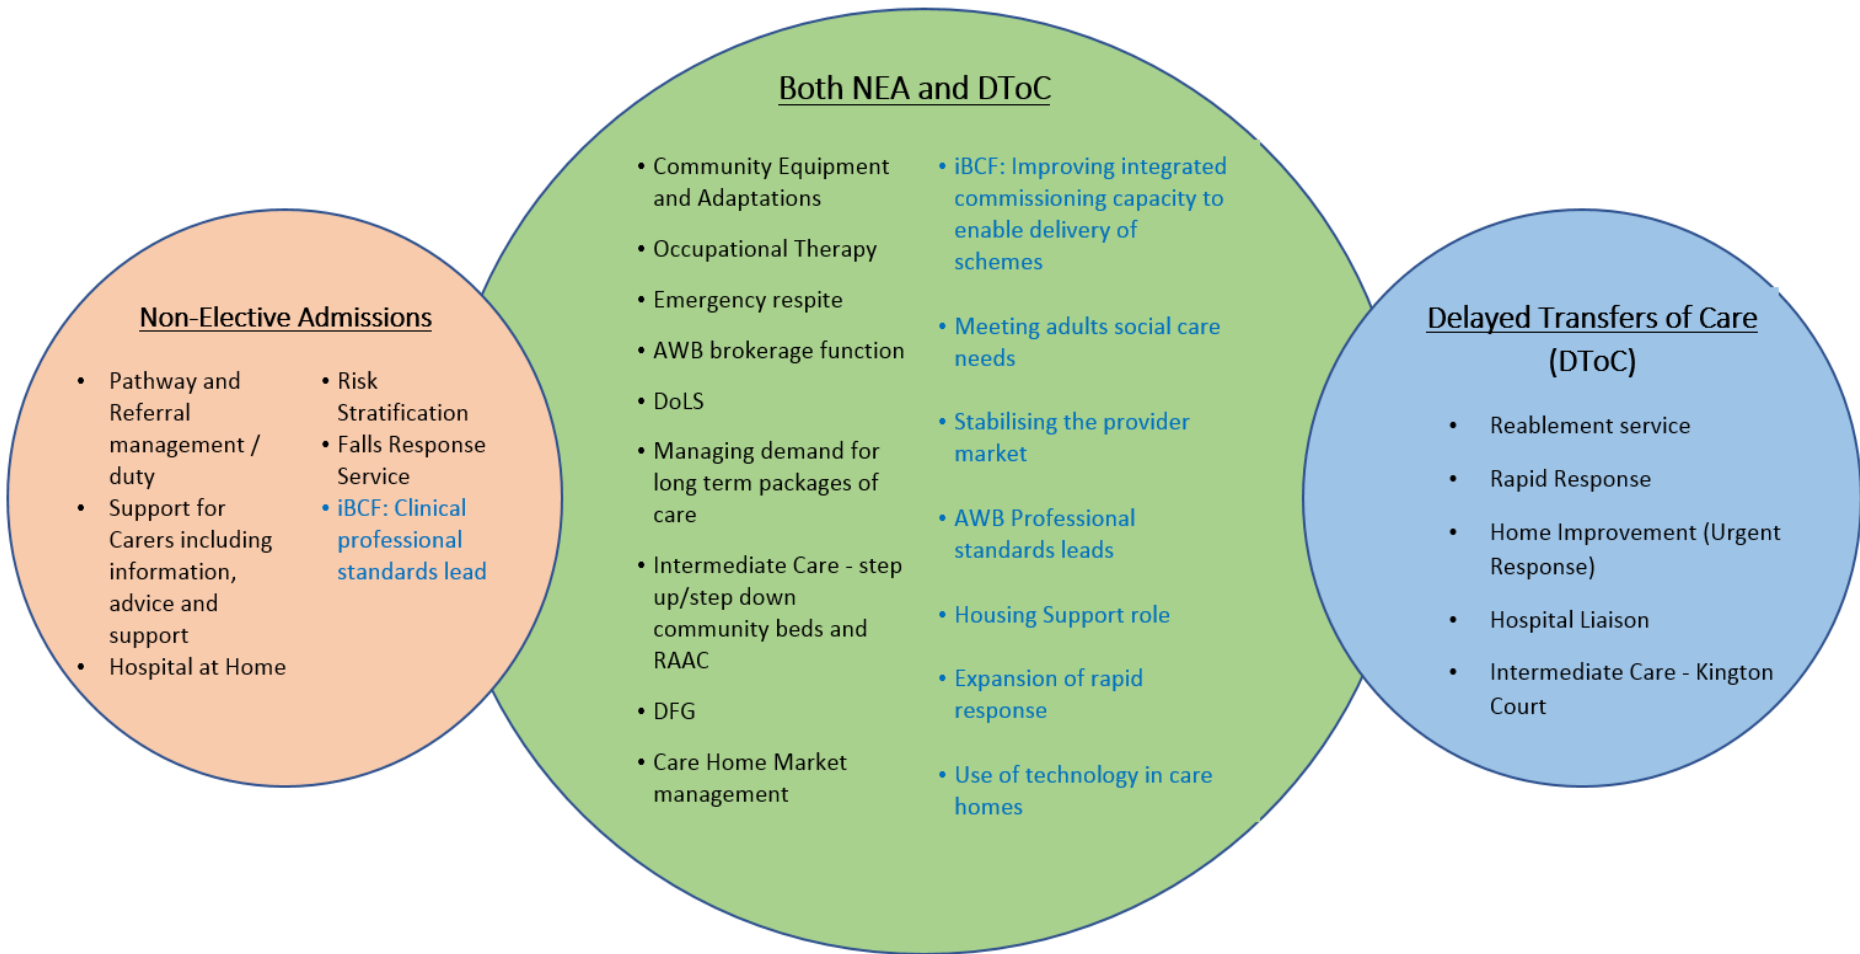 Non-Elective Admissions
• Pathway and
Referral
management /
duty
• Support for
Carers including
information,
advice and
support
• Hospital at Home
• Risk
Stratification
• Falls Response
Service
• iBCF: Clinical
professional
standards lead
Both NEA and DToC
• Community Equipment
and Adaptations
• Occupational Therapy
• Emergency respite
• AWB brokerage function
• DoLS
• Managing demand for
long term packages of
care
• Intermediate Care - step
up/step down
community beds and
RAAC
• DFG
• Care Home Market
management
• iBCF: Improving integrated
commissioning capacity to
enable delivery of
schemes
• Meeting adults social care
needs
• Stabilising the provider
market
• AWB Professional
standards leads
• Housing Support role
• Expansion of rapid
response
• Use of technology in care
homes
Delayed Transfers of Care
(DToC)
• Reablement service
• Rapid Response
• Home Improvement (Urgent
Response)
• Hospital Liaison
• Intermediate Care - Kington
Court